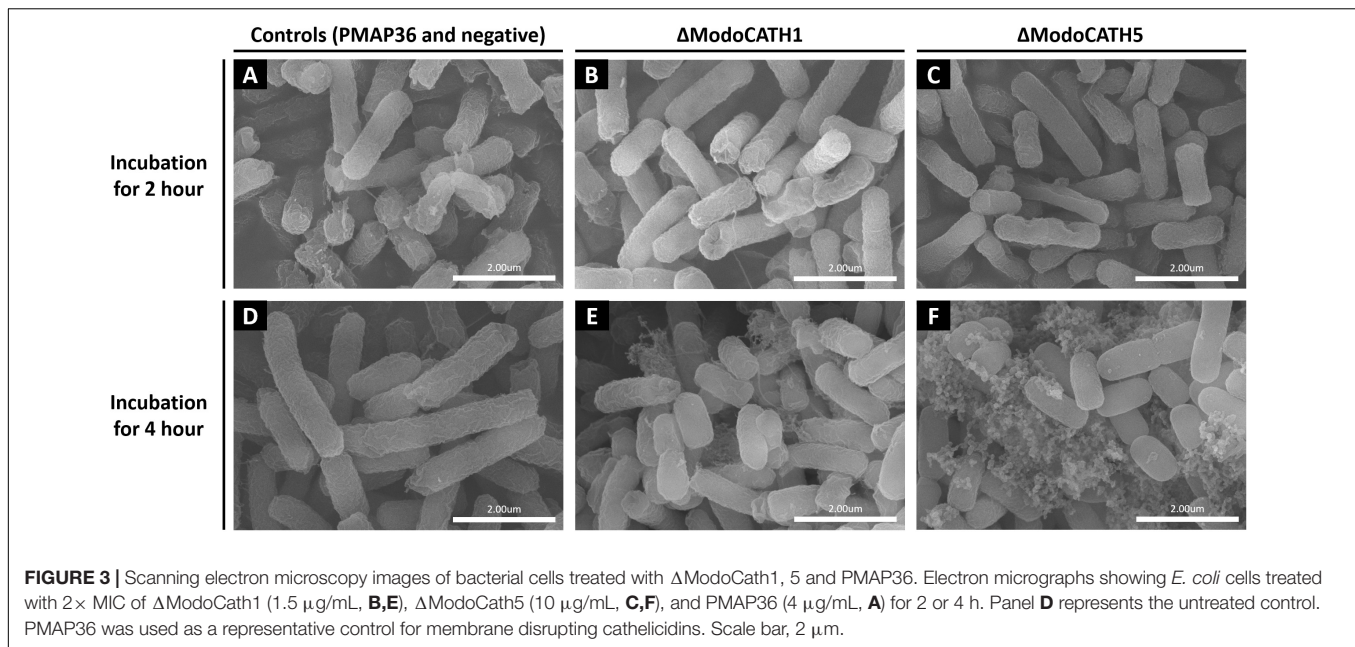 Controls (PMAP36 and negative)
ΔModoCATH1
ΔModoCATH5
Incubation
for 2 hour
A
2.00um
B
2.00um
C
2.00um
Incubation
for 4 hour
D
2.00um
E
2.00um
F
2.00um
FIGURE 3 | Scanning electron microscopy images of bacterial cells treated with ΔModoCath1, 5 and PMAP36. Electron micrographs showing E. coli cells treated
with 2× MIC of ΔModoCath1 (1.5 μg/mL, B,E), ΔModoCath5 (10 μg/mL, C,F), and PMAP36 (4 μg/mL, A) for 2 or 4 h. Panel D represents the untreated control.
PMAP36 was used as a representative control for membrane disrupting cathelicidins. Scale bar, 2 μm.